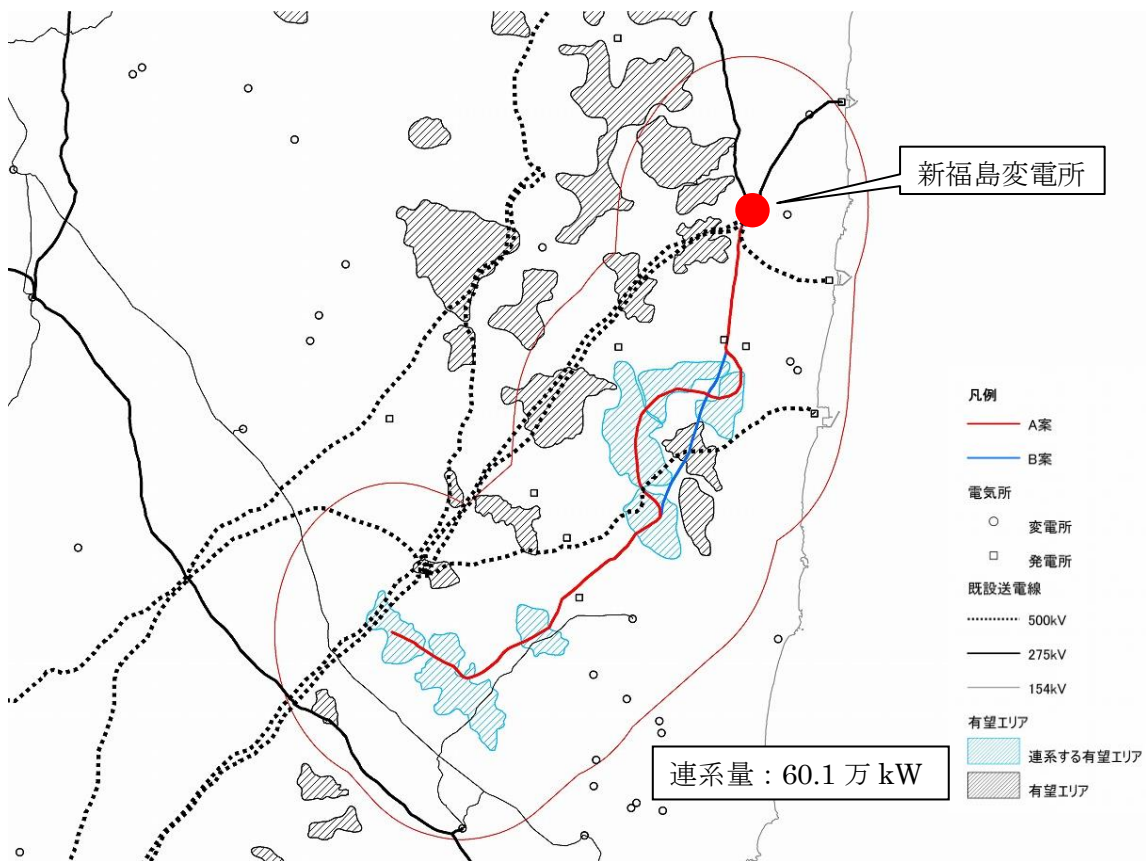 新福島変電所
凡例
A案
B案
電気所
変電所
発電所
既設送電線
500kV
275kV
154kV
有望エリア
連系する有望エリア
有望エリア
連系量：60.1 万 kW